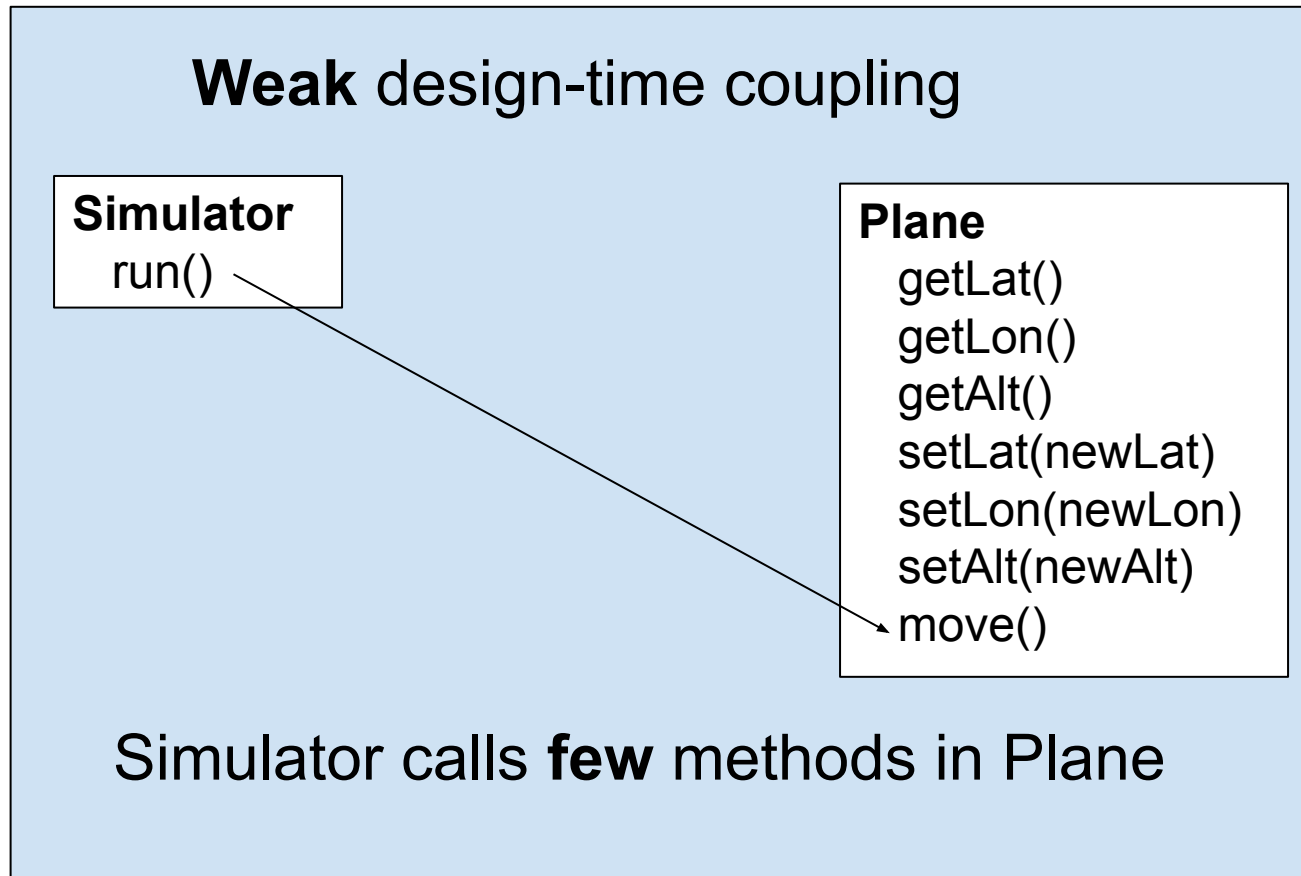 Weak design-time coupling
Simulator
run()
Plane
getLat()
getLon()
getAlt()
setLat(newLat)
setLon(newLon)
setAlt(newAlt)
move()
Simulator calls few methods in Plane